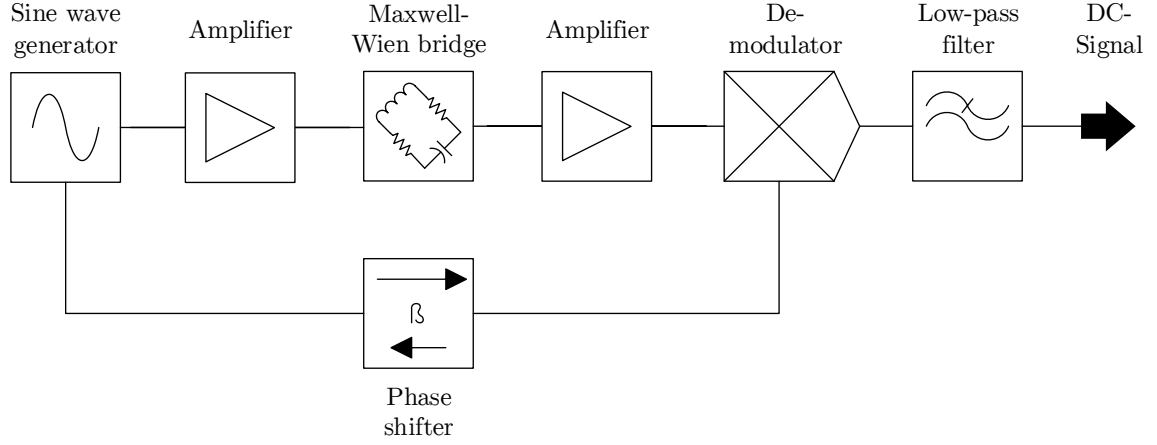 Sine wave
generator
Amplifier
Maxwell-
Wien bridge
Amplifier
De-
modulator
Low-pass
filter
DC-
Signal
ß
Phase
shifter